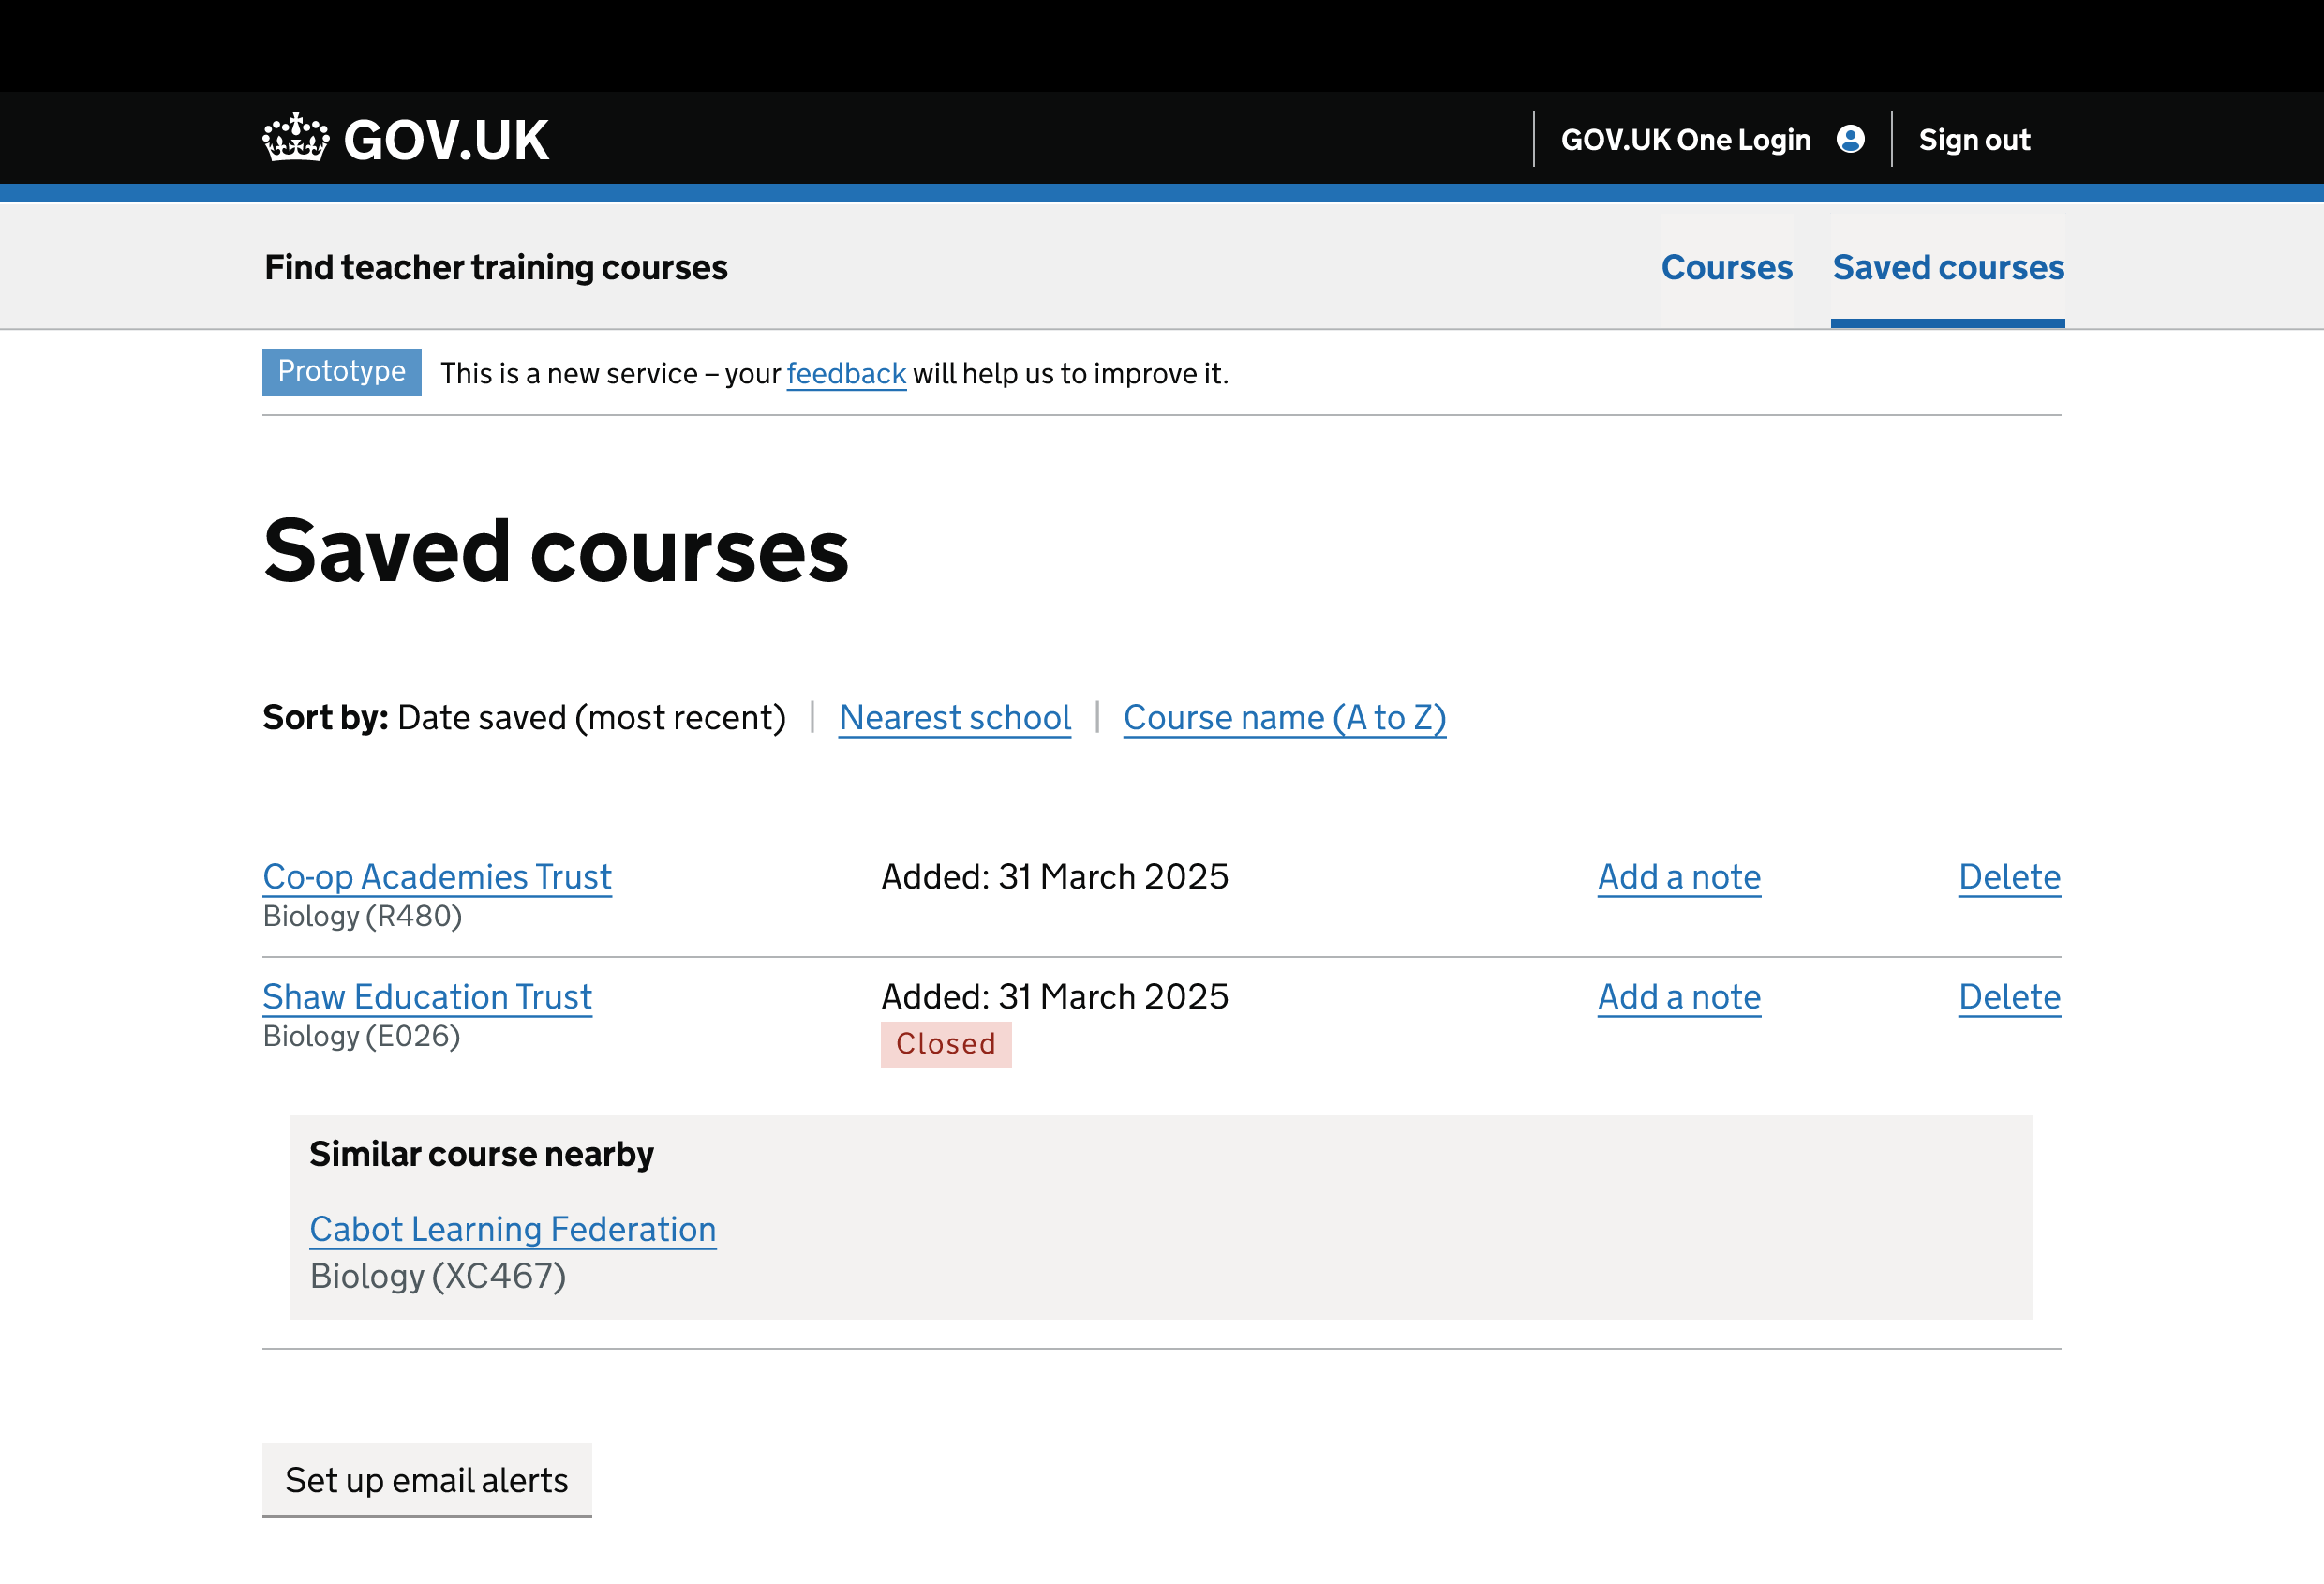 GOV.UK
GOV.UK One Login
Sign out
Find teacher training courses
Courses
Saved courses
Prototype
This is a new service – your feedback will help us to improve it.
Saved courses
Sort by: Date saved (most recent) | Nearest school | Course name (A to Z)
Co-op Academies Trust
Biology (R480)
Added: 31 March 2025
Add a note
Delete
Shaw Education Trust
Biology (E026)
Added: 31 March 2025
Closed
Add a note
Delete
Similar course nearby
Cabot Learning Federation
Biology (XC467)
Set up email alerts